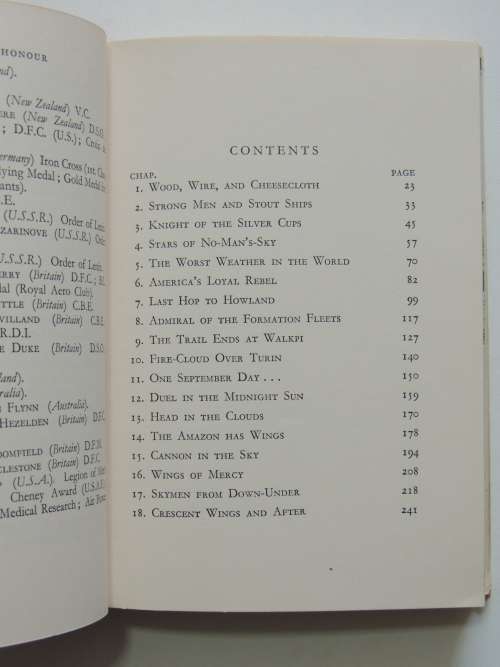 HONOUR
(New Zealand) V.C.
(New Zealand) D.S.O.
; D.F.C. (U.S.);
Iron Cross (1st
Medal; Gold Medal
(U.S.S.R.) Order of Lenin.
ZARINOVE (U.S.S.R.) Order
Order of Lenin.
(Britain) D.F.C.;
(Royal Aero Club).
(Britain) C.B.E.
(Britain) C.B.E.
R.D.I.
DUKE (Britain) D.S.O.
FLYNN (Australia).
HEZELDEN (Britain)
(Britain) D.F.M.
(Britain) D.F.C.
(U.S.A.). Legion of
Cheney Award (U.S.A.).
Medical Research; Air
CONTENTS
CHAP. PAGE
1. Wood, Wire, and Cheesecloth 23
2. Strong Men and Stout Ships 33
3. Knight of the Silver Cups 45
4. Stars of No-Man's-Sky 57
5. The Worst Weather in the World 70
6. America's Loyal Rebel 82
7. Last Hop to Howland 99
8. Admiral of the Formation Fleets 117
9. The Trail Ends at Walkpi 127
10. Fire-Cloud Over Turin 140
11. One September Day . . . 150
12. Duel in the Midnight Sun 159
13. Head in the Clouds 170
14. The Amazon has Wings 178
15. Cannon in the Sky 194
16. Wings of Mercy 208
17. Skymen from Down-Under 218
18. Crescent Wings and After 241